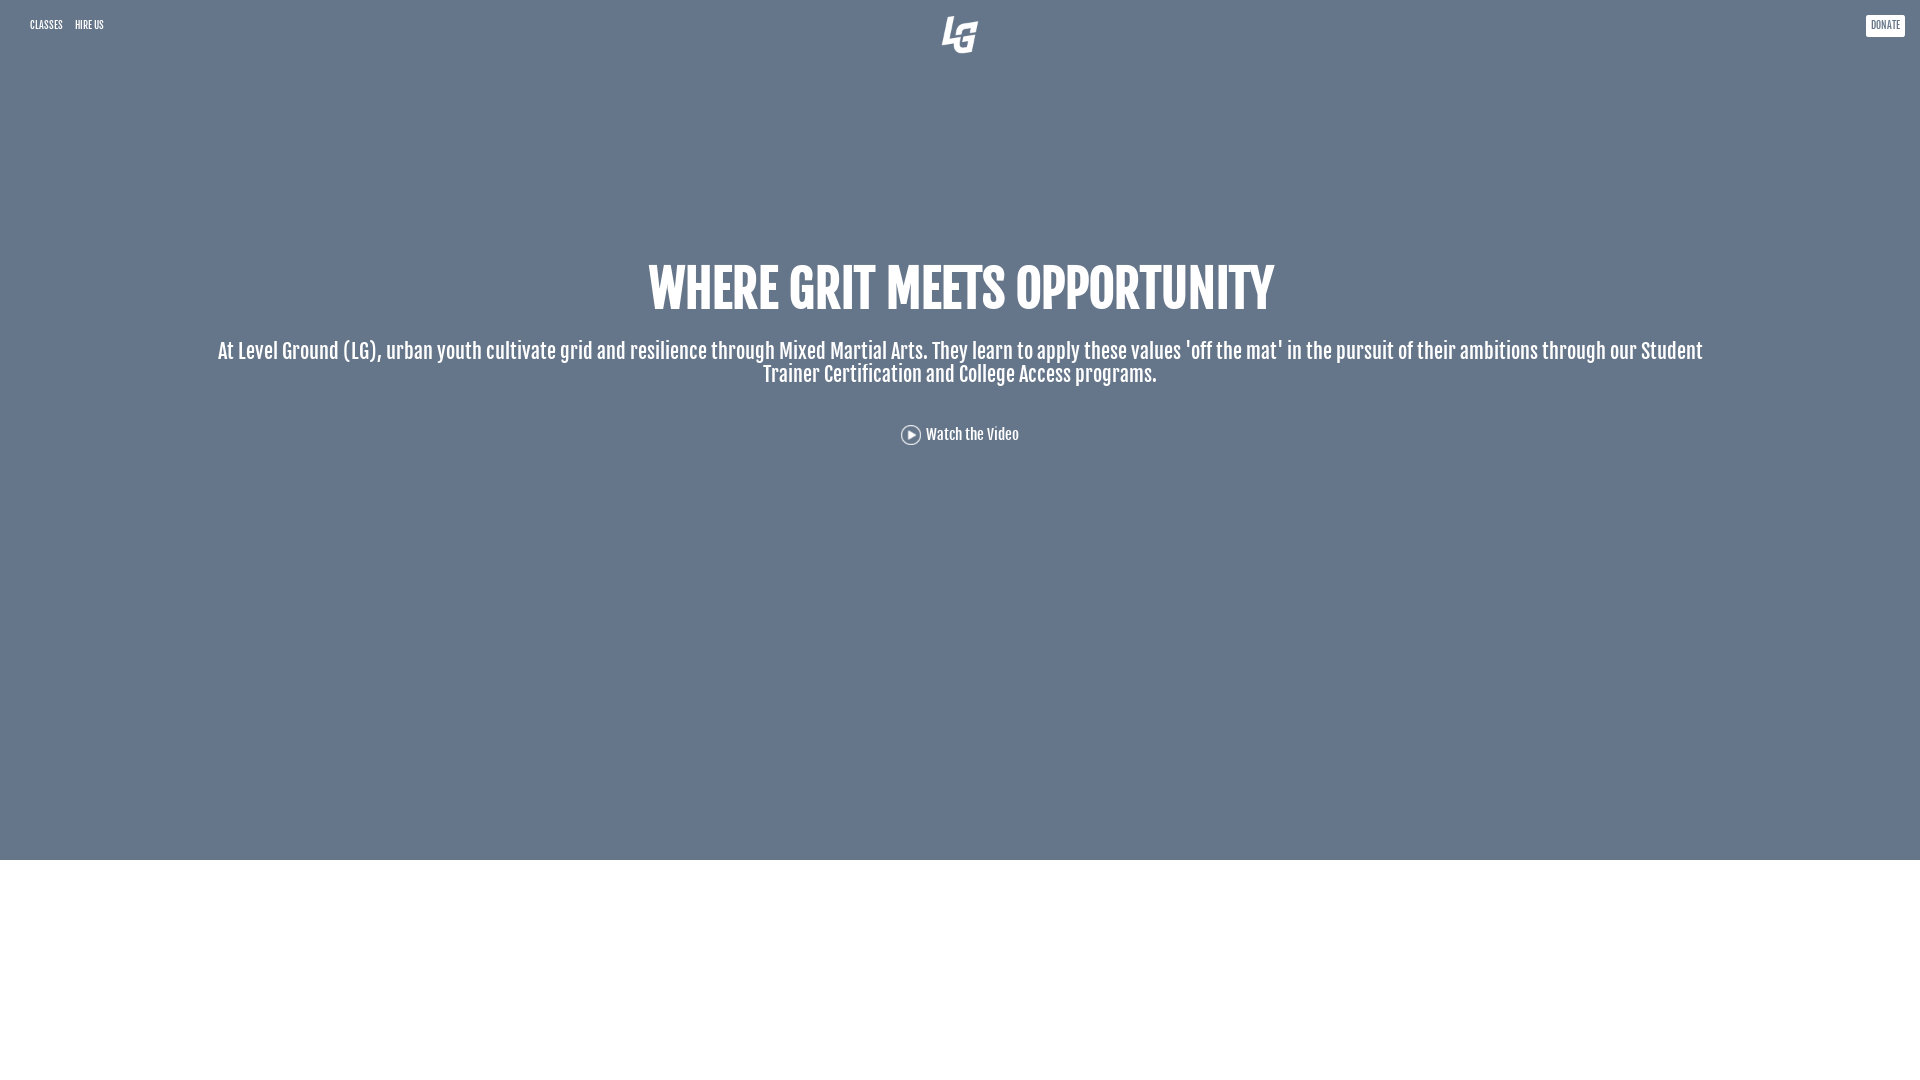 CLASSES HIRE US LG DONATE
WHERE GRIT MEETS OPPORTUNITY
At Level Ground (LG), urban youth cultivate grid and resilience through Mixed Martial Arts. They learn to apply these values 'off the mat' in the pursuit of their ambitions through our Student
Trainer Certification and College Access programs.
Watch the Video